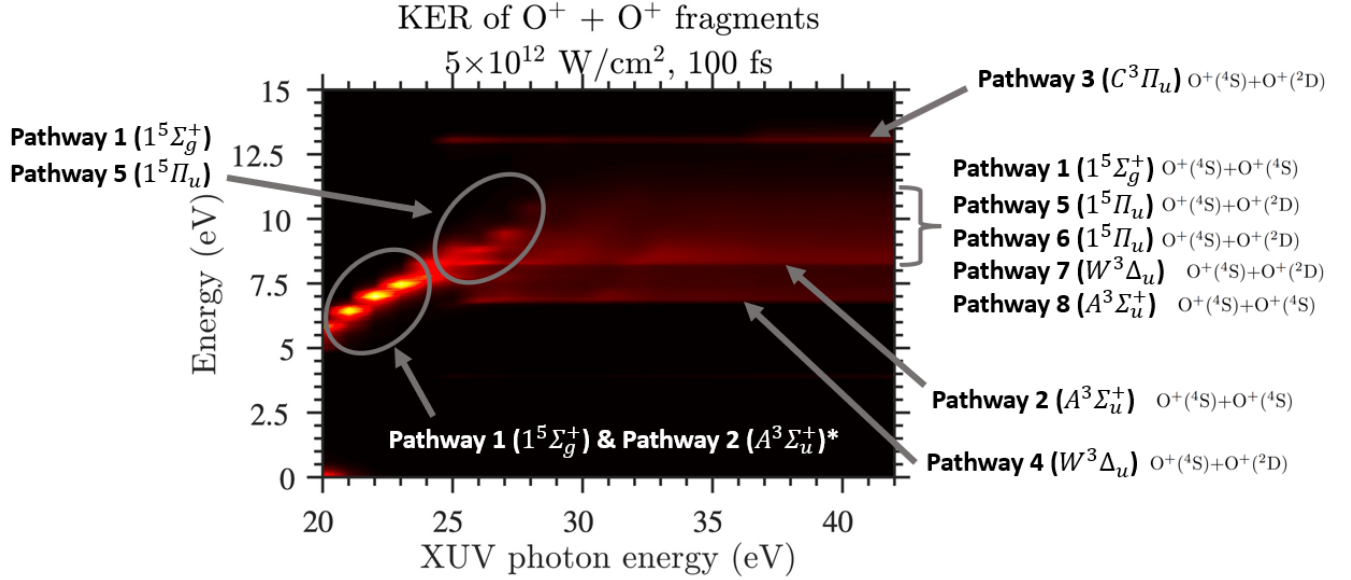 KER of O⁺ + O⁺ fragments
5×10¹² W/cm², 100 fs
Pathway 1 (1⁵Σg⁺)
Pathway 5 (1⁵Πu)
Pathway 3 (C³Πu) O⁺(⁴S)+O⁺(²D)
Pathway 1 (1⁵Σg⁺) O⁺(⁴S)+O⁺(⁴S)
Pathway 5 (1⁵Πu) O⁺(⁴S)+O⁺(²D)
Pathway 6 (1⁵Πu) O⁺(⁴S)+O⁺(²D)
Pathway 7 (W³Δu) O⁺(⁴S)+O⁺(²D)
Pathway 8 (A³Σu⁺) O⁺(⁴S)+O⁺(⁴S)
Pathway 2 (A³Σu⁺) O⁺(⁴S)+O⁺(⁴S)
Pathway 4 (W³Δu) O⁺(⁴S)+O⁺(²D)
Pathway 1 (1⁵Σg⁺) & Pathway 2 (A³Σu⁺)*
Energy (eV)
15
12.5
10
7.5
5
2.5
0
20 25 30 35 40
XUV photon energy (eV)